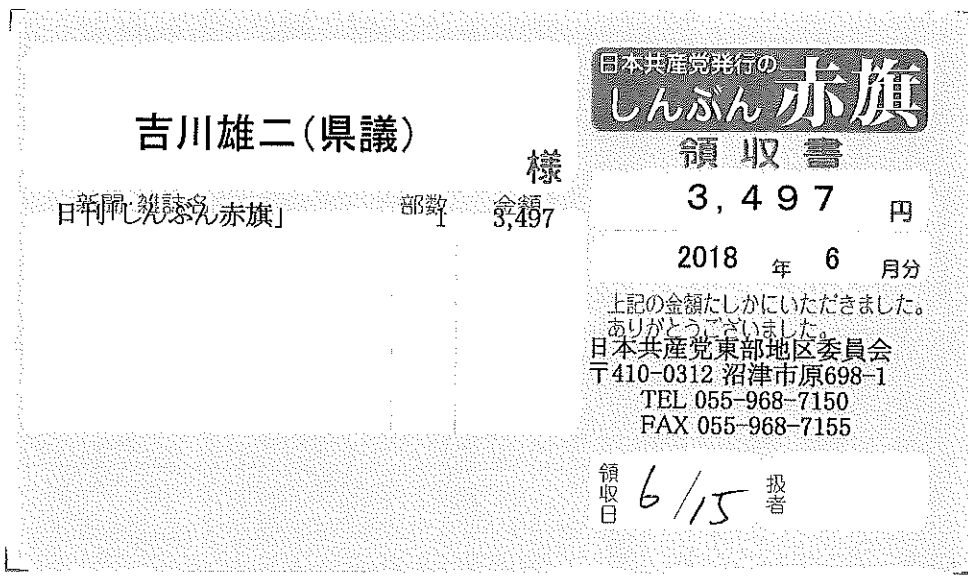 吉川雄二(県議)
様
新聞・雑誌名 部数 金額
日刊「しんぶん赤旗」 1 3,497
日本共産党発行の
しんぶん赤旗
領収書
3,497 円
2018 年 6 月分
上記の金額たしかにいただきました。
ありがとうございました。
日本共産党東部地区委員会
〒410-0312 沼津市原698-1
TEL 055-968-7150
FAX 055-968-7155
領収日 6/15 扱者